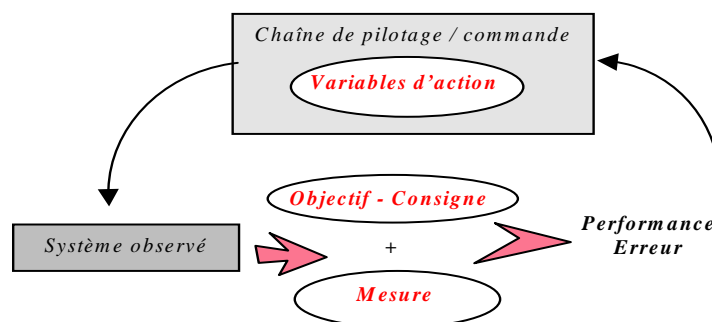 Chaîne de pilotage / commande
Variables d'action
Objectif - Consigne
Système observé
+
Performance
Erreur
Mesure